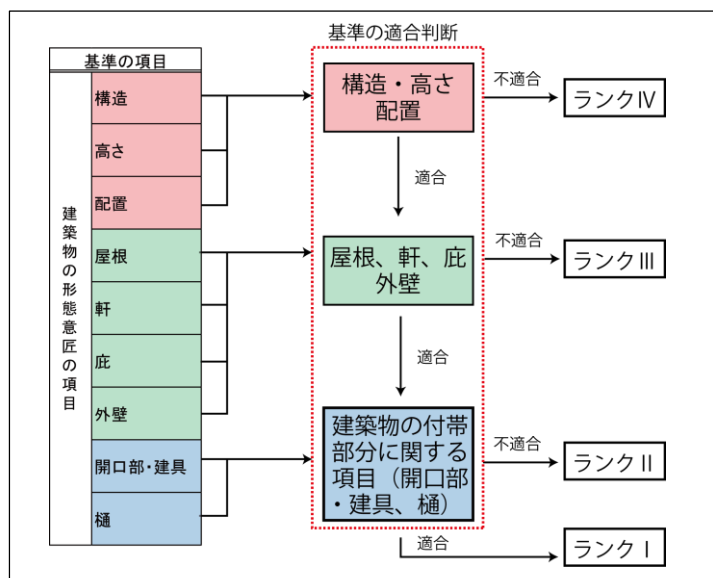 基準の適合判断
基準の項目
建築物の形態意匠の項目
構造
高さ
配置
屋根
軒
庇
外壁
開口部・建具
樋
構造・高さ
配置
不適合
ランクⅣ
適合
屋根、軒、庇
外壁
不適合
ランクⅢ
適合
建築物の付帯
部分に関する
項目（開口部
・建具、樋）
不適合
ランクⅡ
適合
ランクⅠ